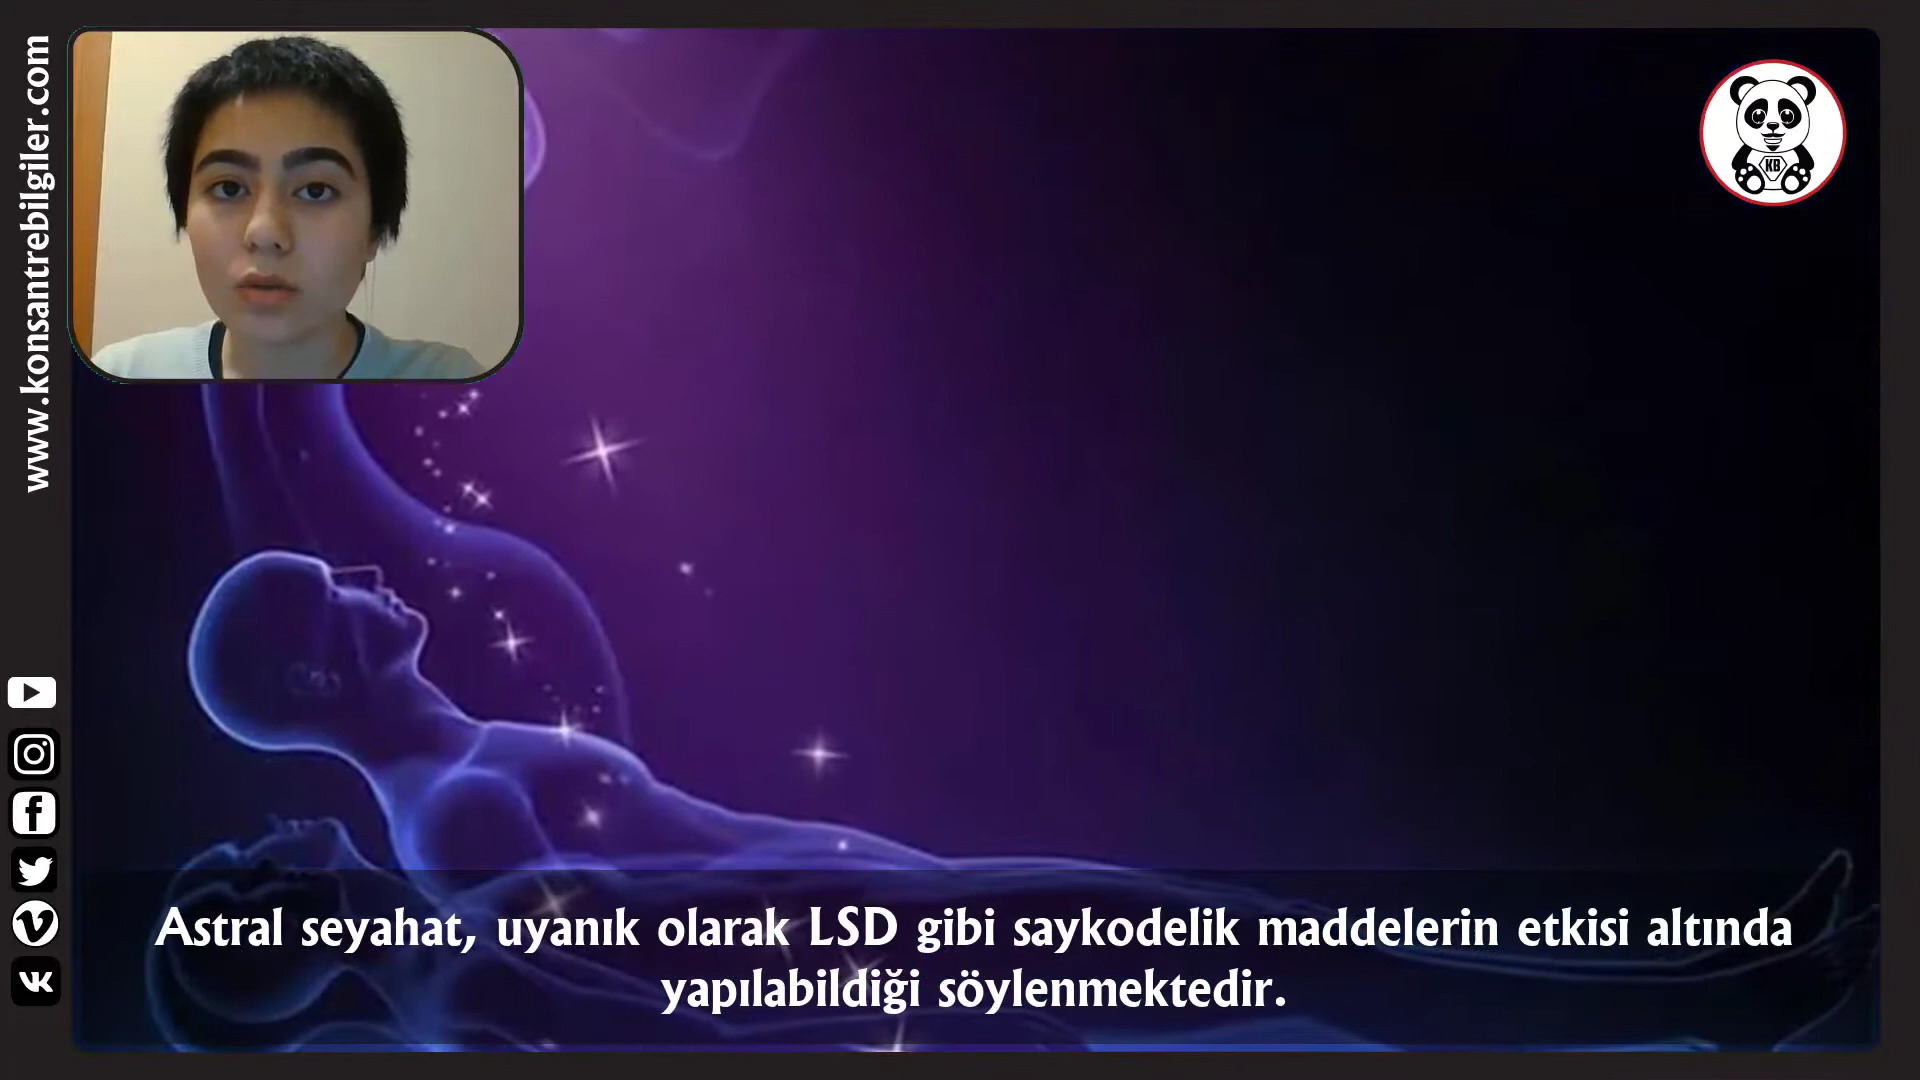 www.konsantrebilgiler.com
KB
Astral seyahat, uyanık olarak LSD gibi saykodelik maddelerin etkisi altında
yapılabildiği söylenmektedir.